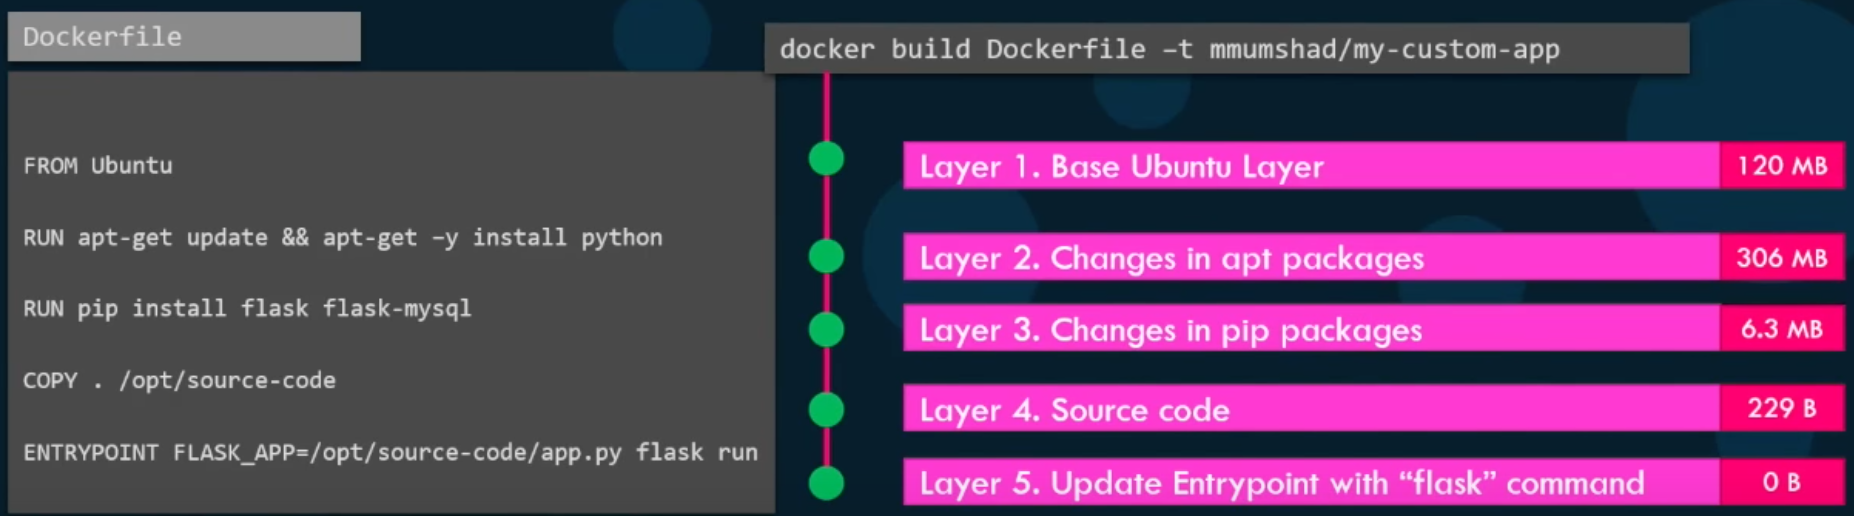 Dockerfile
docker build Dockerfile –t mmumshad/my-custom-app
FROM Ubuntu
RUN apt-get update && apt-get –y install python
RUN pip install flask flask-mysql
COPY . /opt/source-code
ENTRYPOINT FLASK_APP=/opt/source-code/app.py flask run
Layer 1. Base Ubuntu Layer 120 MB
Layer 2. Changes in apt packages 306 MB
Layer 3. Changes in pip packages 6.3 MB
Layer 4. Source code 229 B
Layer 5. Update Entrypoint with “flask” command 0 B